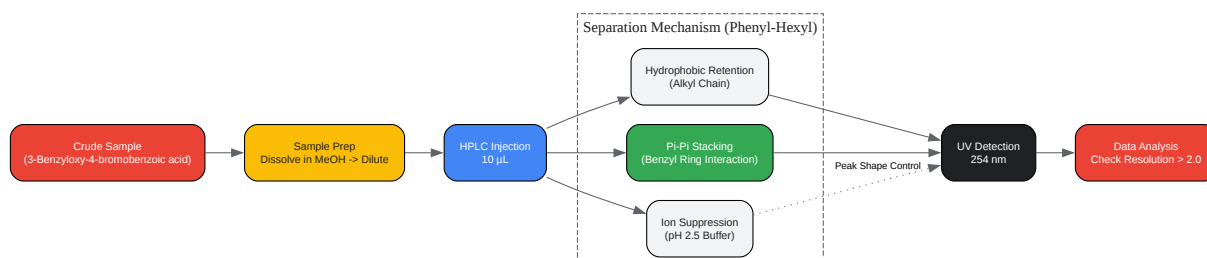 Separation Mechanism (Phenyl-Hexyl)
Crude Sample
(3-Benzyloxy-4-bromobenzoic acid)
Sample Prep
Dissolve in MeOH -> Dilute
HPLC Injection
10 µL
Hydrophobic Retention
(Alkyl Chain)
Pi-Pi Stacking
(Benzyl Ring Interaction)
Ion Suppression
(pH 2.5 Buffer)
Peak Shape Control
UV Detection
254 nm
Data Analysis
Check Resolution > 2.0